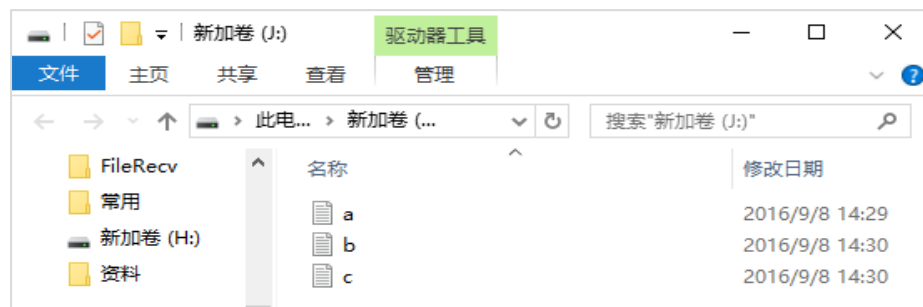 新加卷 (J:) 驱动器工具
文件 主页 共享 查看 管理
此电... › 新加卷 (... 搜索"新加卷 (J:)"
FileRecv 名称 修改日期
常用 a 2016/9/8 14:29
新加卷 (H:) b 2016/9/8 14:30
资料 c 2016/9/8 14:30